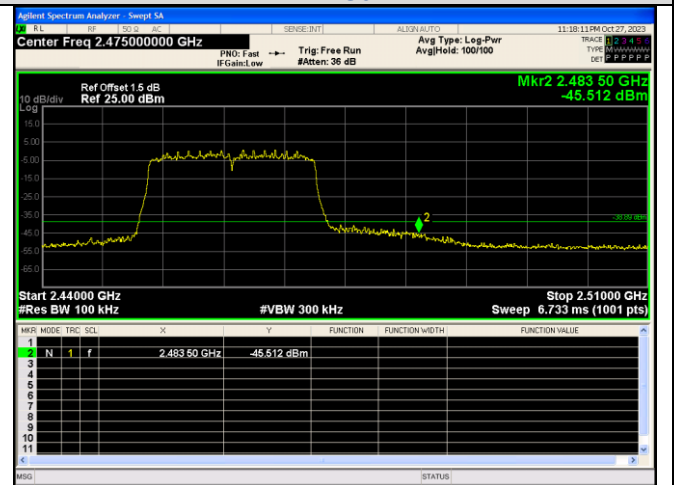 Agilent Spectrum Analyzer - Swept SA
RL RF 50 Ω AC SENSE:INT ALIGN AUTO 11:18:11 PM Oct 27, 2023
Center Freq 2.475000000 GHz Avg Type: Log-Pwr TRACE 1 2 3 4 5 6
PNO: Fast Trig: Free Run Avg|Hold: 100/100 TYPE M
IFGain:Low #Atten: 36 dB DET P P P P P P
Mkr2 2.483 50 GHz
Ref Offset 1.5 dB
10 dB/div Ref 25.00 dBm -45.512 dBm
Log
15.0
5.00
-5.00
-15.0
-25.0
-35.0
-38.89 dBm
2
-45.0
-55.0
-65.0
Start 2.44000 GHz Stop 2.51000 GHz
#Res BW 100 kHz #VBW 300 kHz Sweep 6.733 ms (1001 pts)
MKR MODE TRC SCL X Y FUNCTION FUNCTION WIDTH FUNCTION VALUE
1
2 N 1 f 2.483 50 GHz -45.512 dBm
3
4
5
6
7
8
9
10
11
MSG STATUS